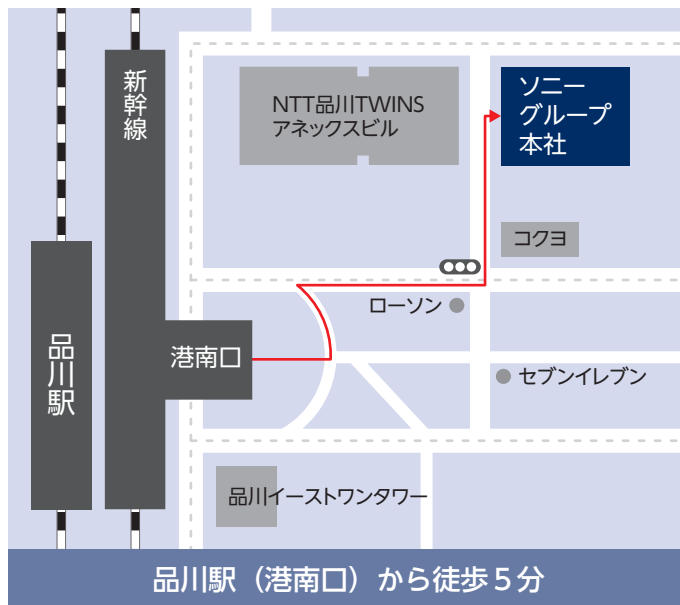 新幹線
NTT品川TWINS
アネックスビル
ソニー
グループ
本社
コクヨ
ローソン
港南口
品川駅
セブンイレブン
品川イーストワンタワー
品川駅（港南口）から徒歩5分